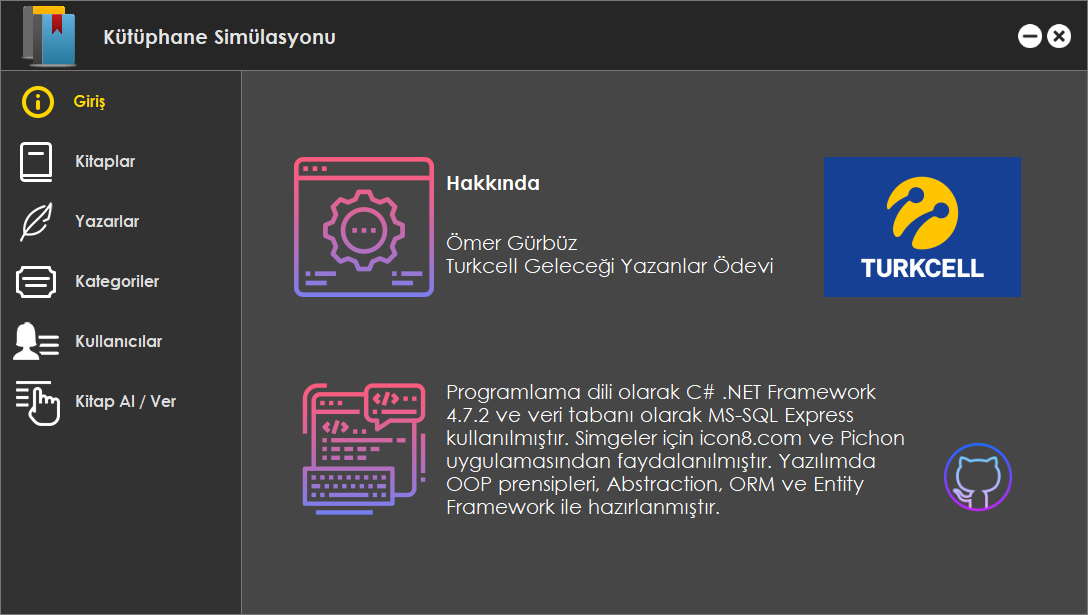 Kütüphane Simülasyonu
Giriş
Kitaplar
Yazarlar
Kategoriler
Kullanıcılar
Kitap Al / Ver
Hakkında
Ömer Gürbüz
Turkcell Geleceği Yazanlar Ödevi
TURKCELL
Programlama dili olarak C# .NET Framework
4.7.2 ve veri tabanı olarak MS-SQL Express
kullanılmıştır. Simgeler için icon8.com ve Pichon
uygulamasından faydalanılmıştır. Yazılımda
OOP prensipleri, Abstraction, ORM ve Entity
Framework ile hazırlanmıştır.